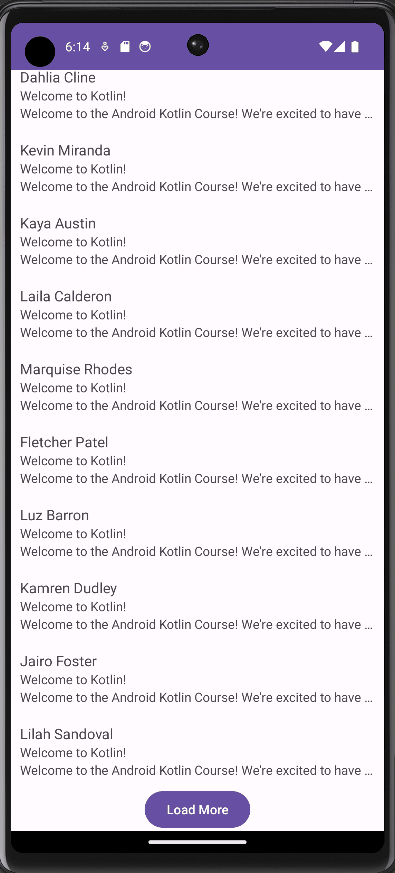 6:14
Dahlia Cline
Welcome to Kotlin!
Welcome to the Android Kotlin Course! We're excited to have ...
Kevin Miranda
Welcome to Kotlin!
Welcome to the Android Kotlin Course! We're excited to have ...
Kaya Austin
Welcome to Kotlin!
Welcome to the Android Kotlin Course! We're excited to have ...
Laila Calderon
Welcome to Kotlin!
Welcome to the Android Kotlin Course! We're excited to have ...
Marquise Rhodes
Welcome to Kotlin!
Welcome to the Android Kotlin Course! We're excited to have ...
Fletcher Patel
Welcome to Kotlin!
Welcome to the Android Kotlin Course! We're excited to have ...
Luz Barron
Welcome to Kotlin!
Welcome to the Android Kotlin Course! We're excited to have ...
Kamren Dudley
Welcome to Kotlin!
Welcome to the Android Kotlin Course! We're excited to have ...
Jairo Foster
Welcome to Kotlin!
Welcome to the Android Kotlin Course! We're excited to have ...
Lilah Sandoval
Welcome to Kotlin!
Welcome to the Android Kotlin Course! We're excited to have ...
Load More